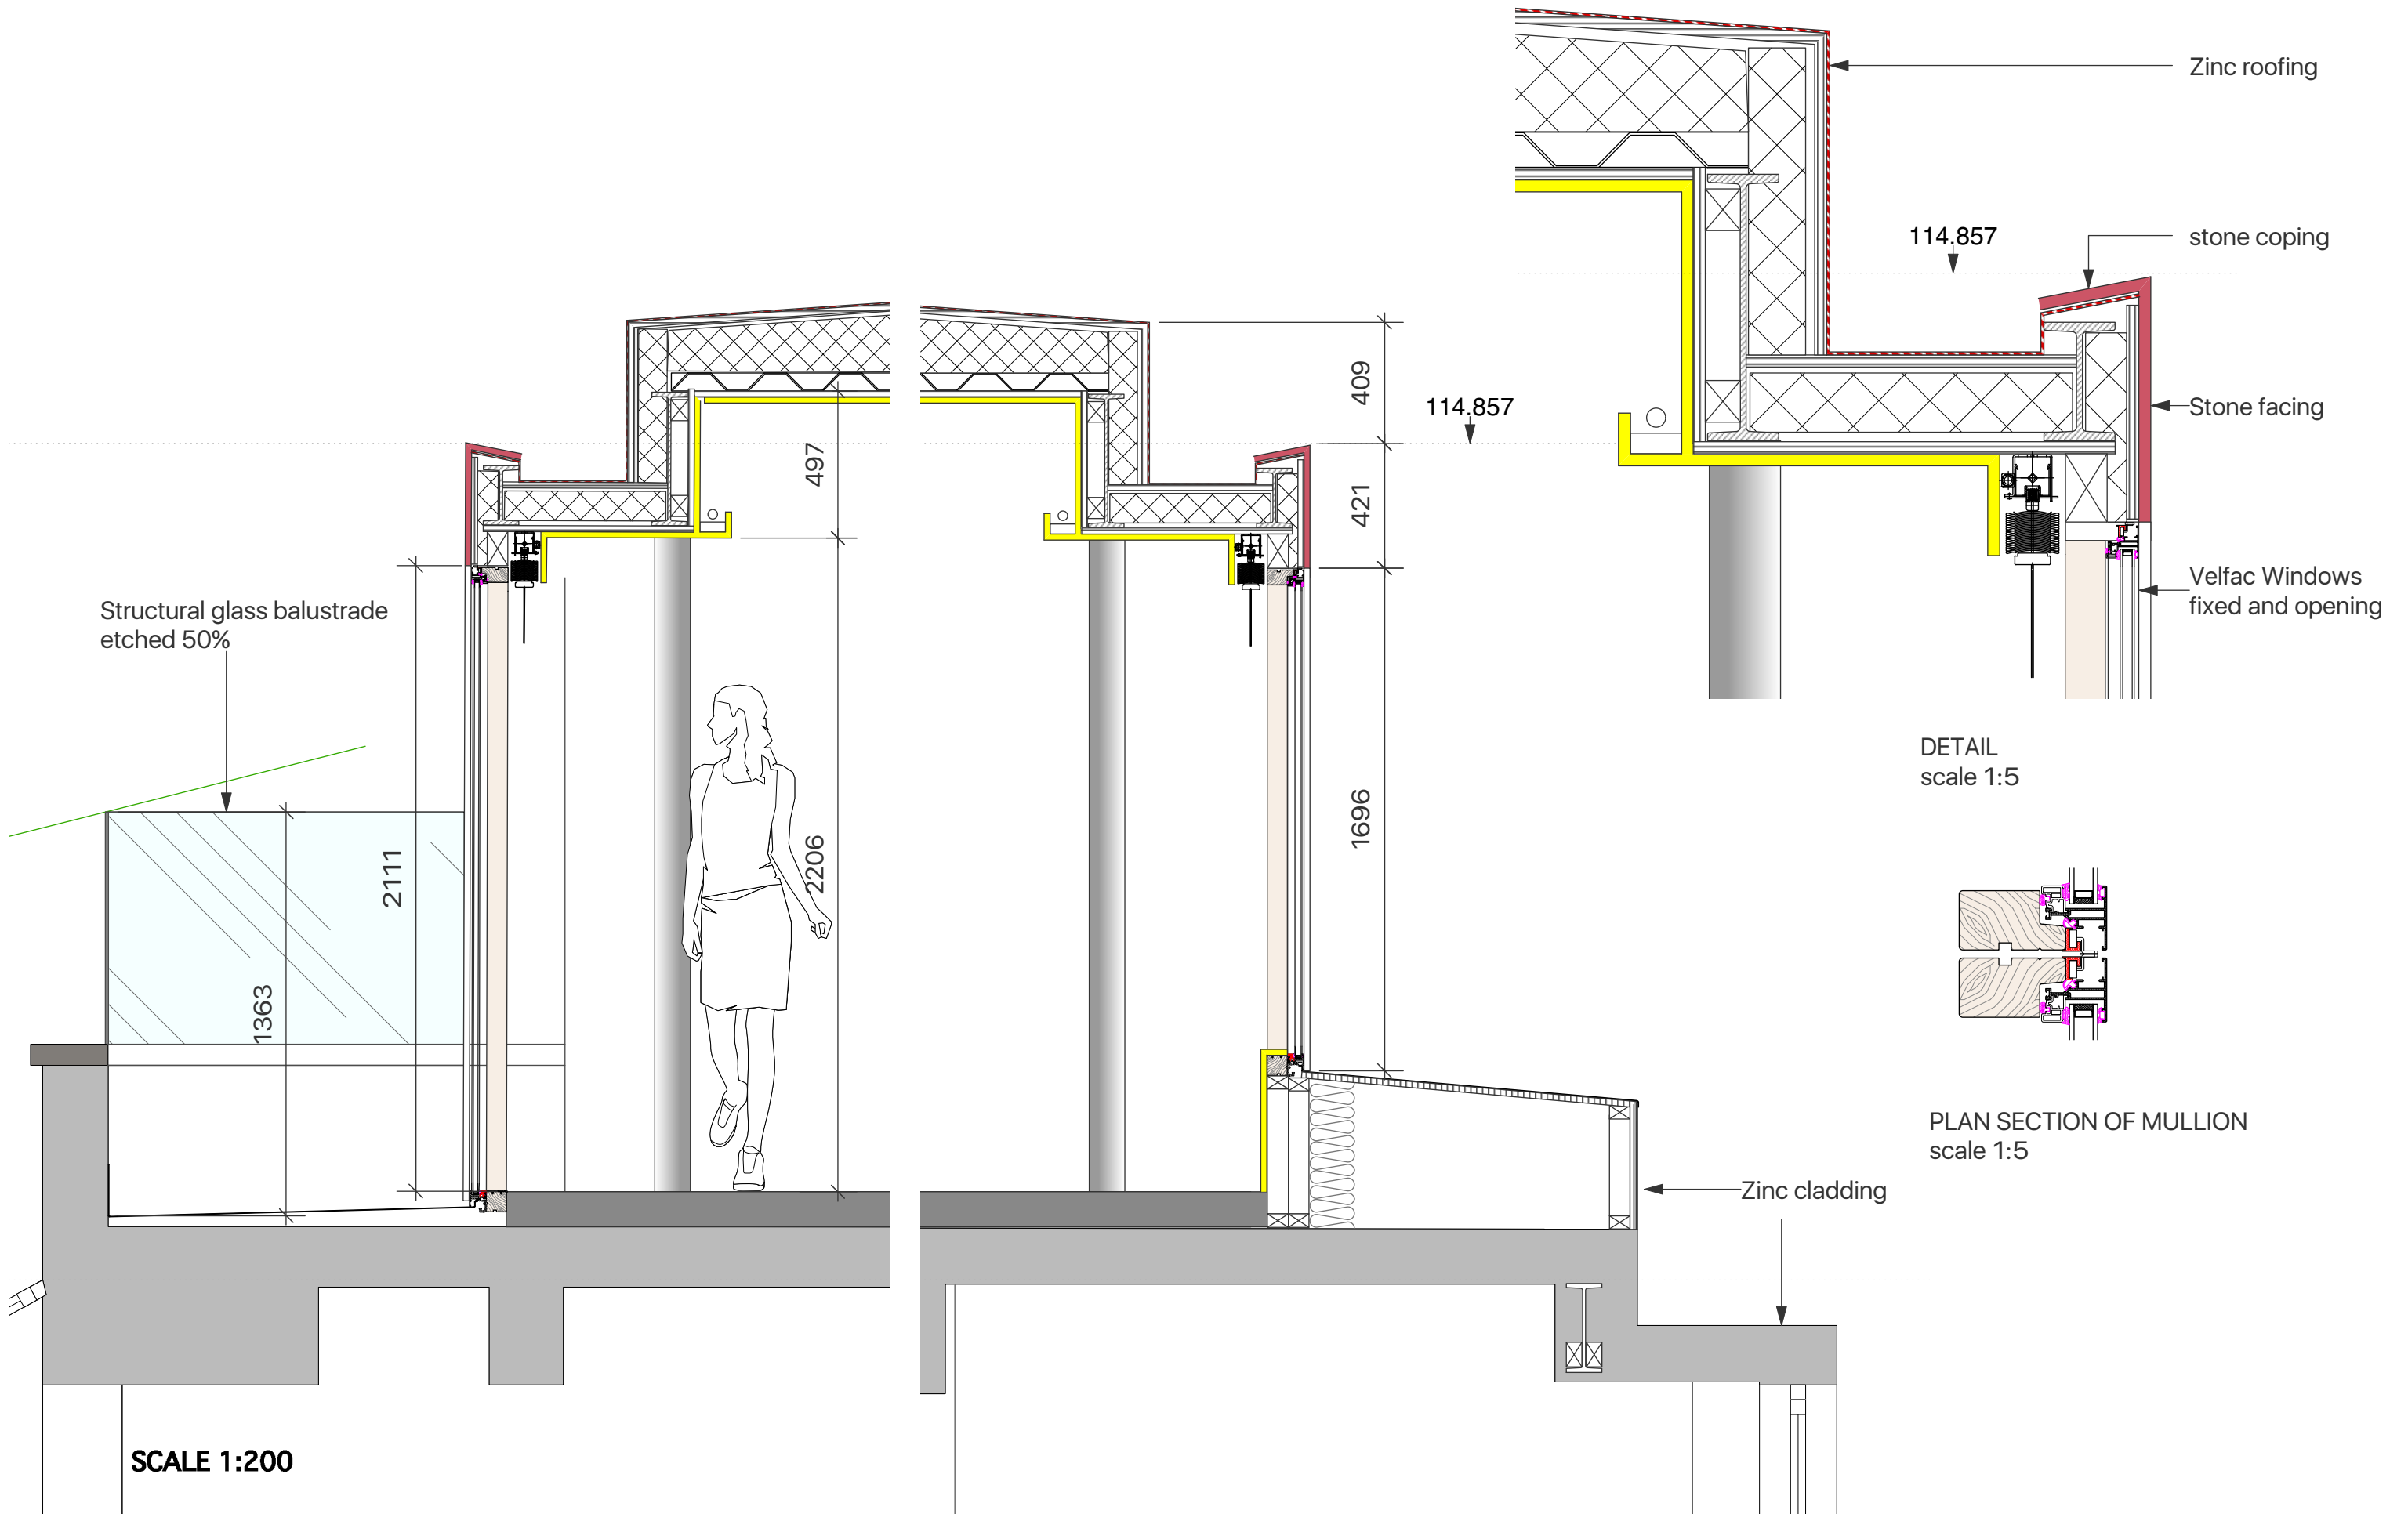 Zinc roofing
114.857
stone coping
409
114.857
Stone facing
497
421
Velfac Windows
fixed and opening
Structural glass balustrade
etched 50%
DETAIL
scale 1:5
1696
2111
2206
1363
PLAN SECTION OF MULLION
scale 1:5
Zinc cladding
SCALE 1:200